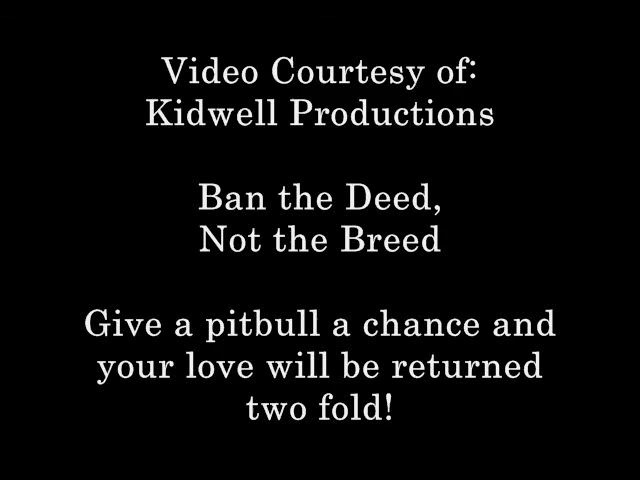 Video Courtesy of:
Kidwell Productions
Ban the Deed,
Not the Breed
Give a pitbull a chance and
your love will be returned
two fold!